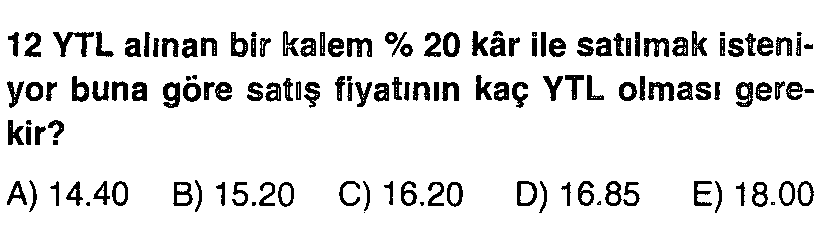 12 YTL alınan bir kalem % 20 kâr ile satılmak isteni-
yor buna göre satış fiyatının kaç YTL olması gere-
kir?
A) 14.40 B) 15.20 C) 16.20 D) 16.85 E) 18.00